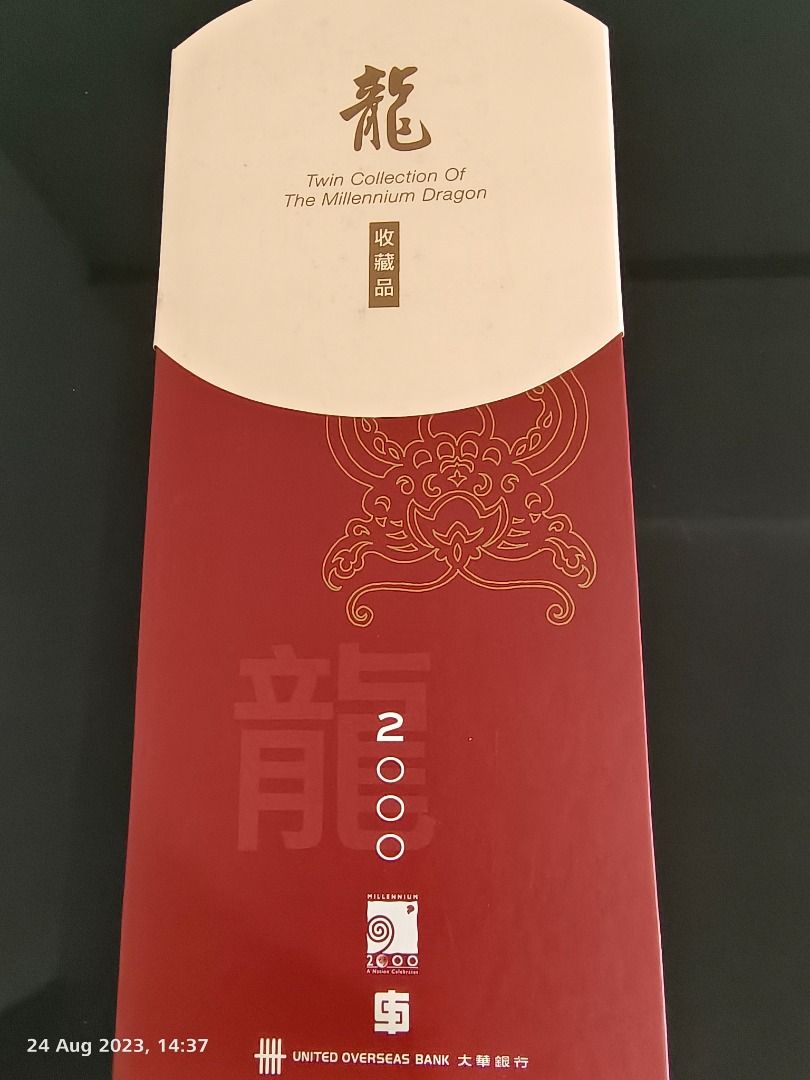 龍
Twin Collection Of
The Millennium Dragon
收藏品
龍
2000
MILLENNIUM
2000
A Nation Celebrates
UNITED OVERSEAS BANK 大華銀行
24 Aug 2023, 14:37